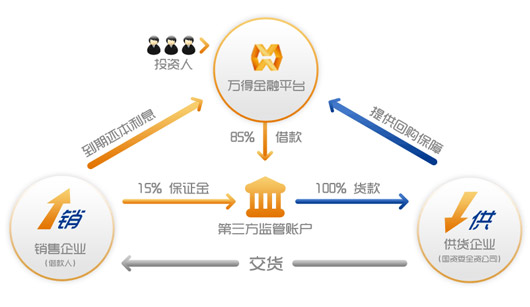 投资人
万得金融平台
到期还本利息
85% 借款
提供回购保障
15% 保证金
100% 货款
第三方监管账户
销
销售企业
(借款人)
供
供货企业
(国资委全资公司)
交货